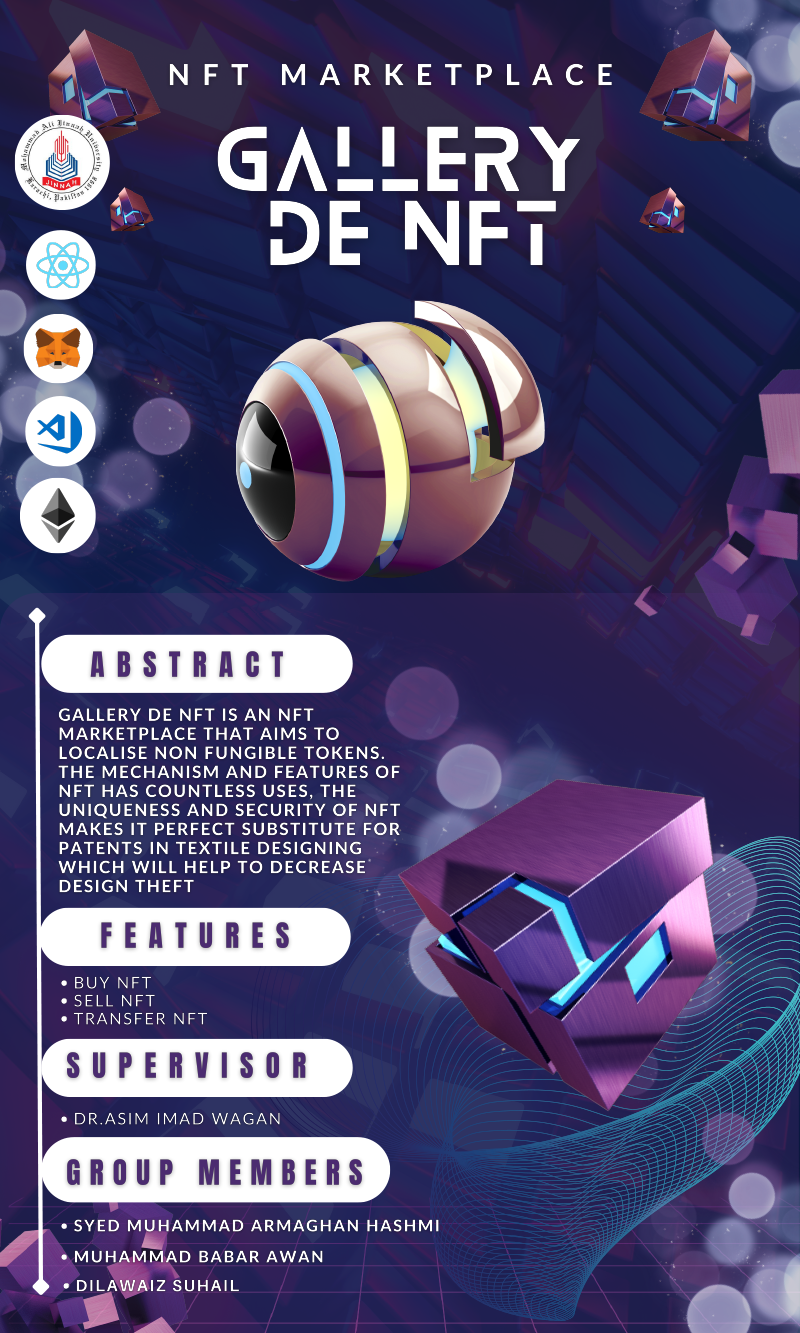 NFT MARKETPLACE
GALLERY
DE NFT
Mohammad Ali Jinnah University
JINNAH
Karachi, Pakistan 1998
ABSTRACT
GALLERY DE NFT IS AN NFT
MARKETPLACE THAT AIMS TO
LOCALISE NON FUNGIBLE TOKENS.
THE MECHANISM AND FEATURES OF
NFT HAS COUNTLESS USES, THE
UNIQUENESS AND SECURITY OF NFT
MAKES IT PERFECT SUBSTITUTE FOR
PATENTS IN TEXTILE DESIGNING
WHICH WILL HELP TO DECREASE
DESIGN THEFT
FEATURES
• BUY NFT
• SELL NFT
• TRANSFER NFT
SUPERVISOR
• DR.ASIM IMAD WAGAN
GROUP MEMBERS
• SYED MUHAMMAD ARMAGHAN HASHMI
• MUHAMMAD BABAR AWAN
• DILAWAIZ SUHAIL